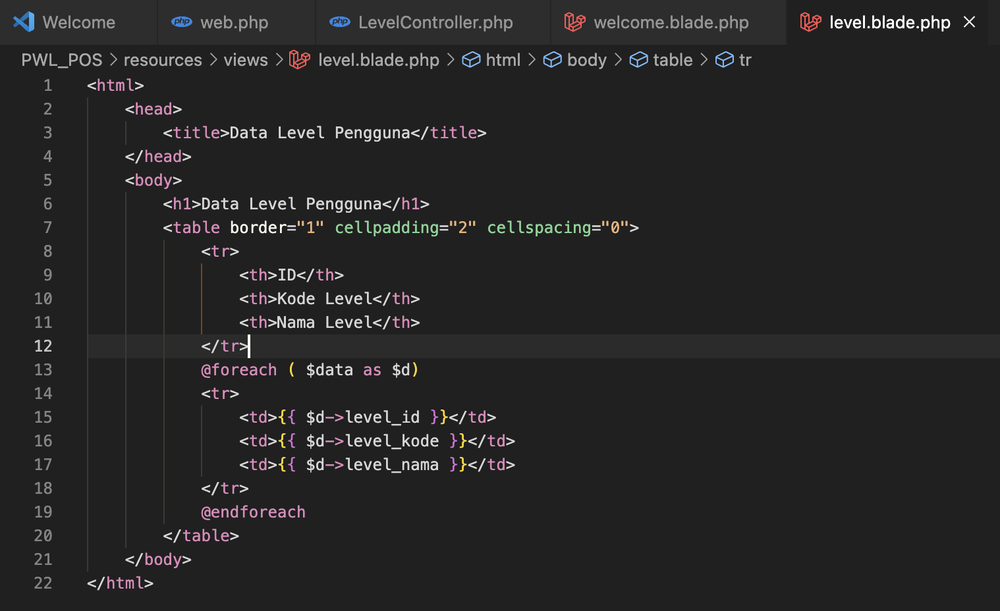 Welcome php web.php php LevelController.php welcome.blade.php level.blade.php
PWL_POS > resources > views > level.blade.php > html > body > table > tr
1 <html>
2     <head>
3         <title>Data Level Pengguna</title>
4     </head>
5     <body>
6         <h1>Data Level Pengguna</h1>
7         <table border="1" cellpadding="2" cellspacing="0">
8             <tr>
9                 <th>ID</th>
10                 <th>Kode Level</th>
11                 <th>Nama Level</th>
12             </tr>
13             @foreach ( $data as $d)
14             <tr>
15                 <td>{{ $d->level_id }}</td>
16                 <td>{{ $d->level_kode }}</td>
17                 <td>{{ $d->level_nama }}</td>
18             </tr>
19             @endforeach
20         </table>
21     </body>
22 </html>